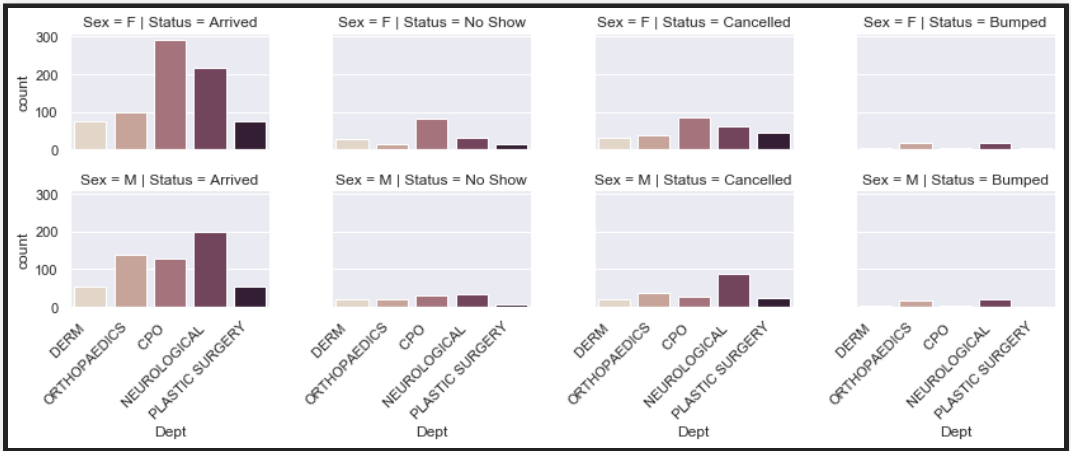 Sex = F | Status = Arrived
Sex = F | Status = No Show
Sex = F | Status = Cancelled
Sex = F | Status = Bumped
300
200
100
0
count
Sex = M | Status = Arrived
Sex = M | Status = No Show
Sex = M | Status = Cancelled
Sex = M | Status = Bumped
300
200
100
0
count
DERM
ORTHOPAEDICS
CPO
NEUROLOGICAL
PLASTIC SURGERY
Dept
DERM
ORTHOPAEDICS
CPO
NEUROLOGICAL
PLASTIC SURGERY
Dept
DERM
ORTHOPAEDICS
CPO
NEUROLOGICAL
PLASTIC SURGERY
Dept
DERM
ORTHOPAEDICS
CPO
NEUROLOGICAL
PLASTIC SURGERY
Dept